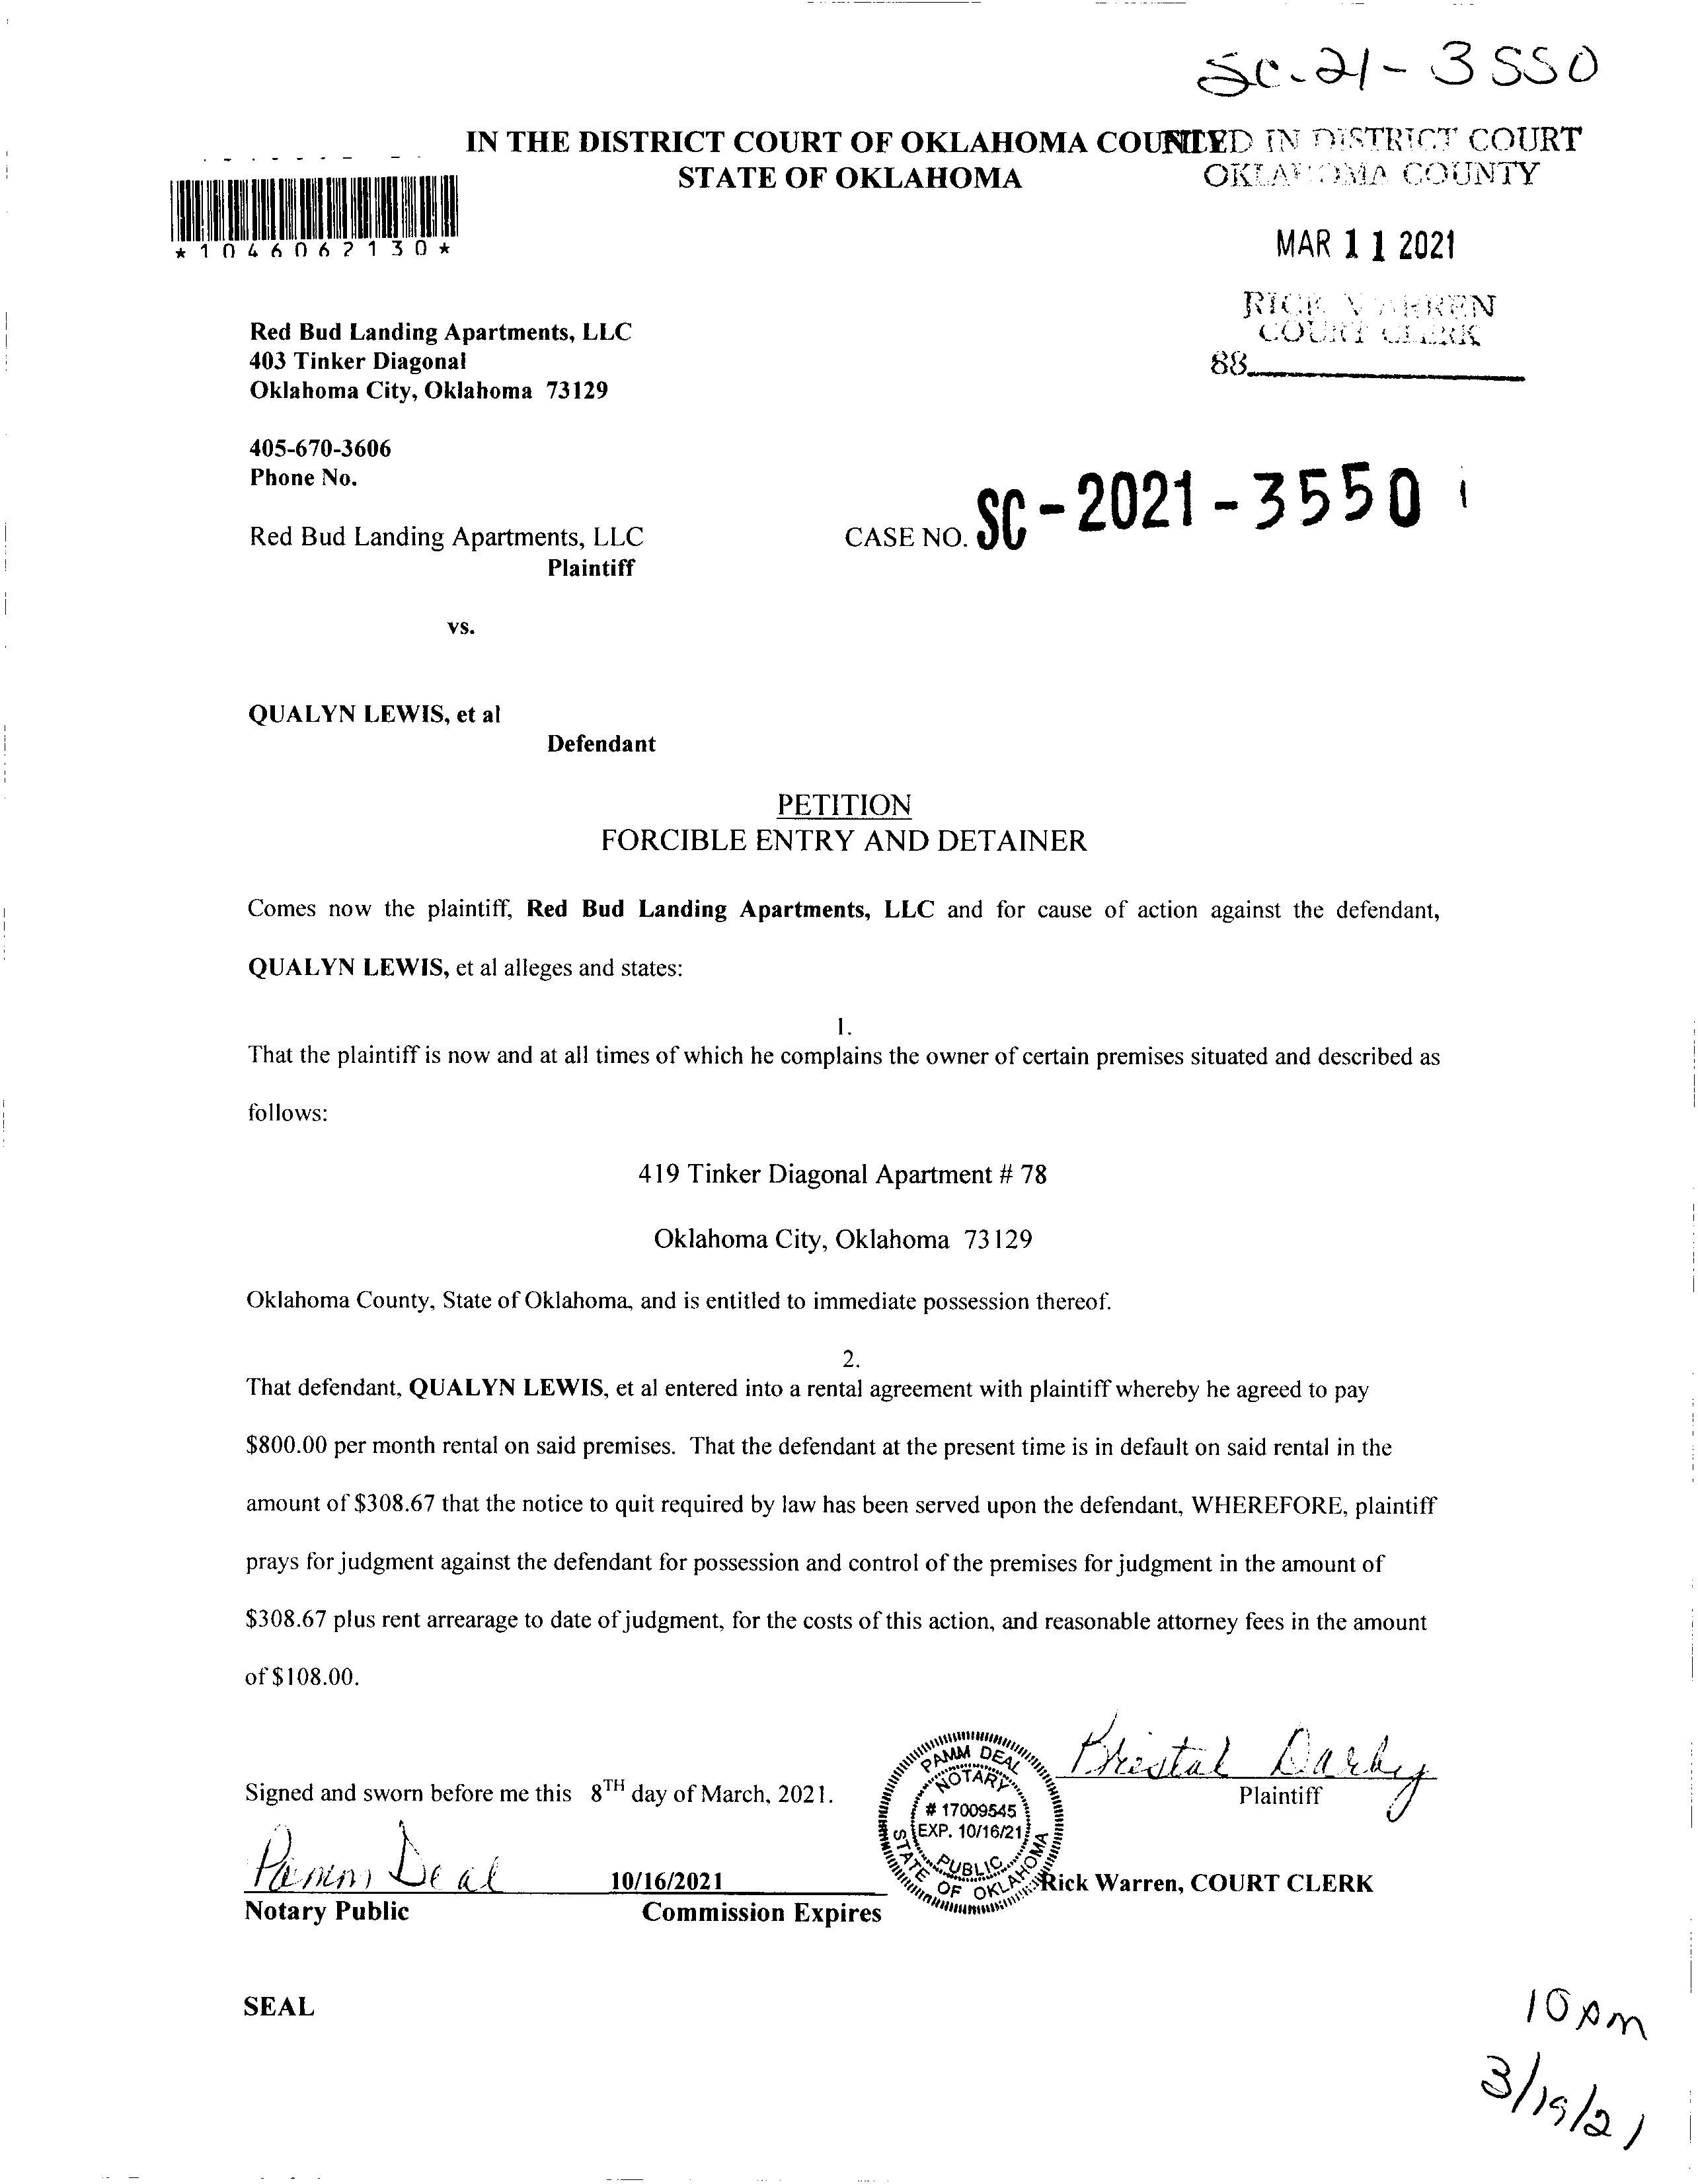 SC-21-3550
IN THE DISTRICT COURT OF OKLAHOMA COUNTY
STATE OF OKLAHOMA
FILED IN DISTRICT COURT
OKLAHOMA COUNTY
MAR 11 2021
RICK WARREN
COURT CLERK
88
*1046062130*
Red Bud Landing Apartments, LLC
403 Tinker Diagonal
Oklahoma City, Oklahoma 73129
405-670-3606
Phone No.
Red Bud Landing Apartments, LLC
Plaintiff
CASE NO. SC-2021-3550
vs.
QUALYN LEWIS, et al
Defendant
PETITION
FORCIBLE ENTRY AND DETAINER
Comes now the plaintiff, Red Bud Landing Apartments, LLC and for cause of action against the defendant,
QUALYN LEWIS, et al alleges and states:
1.
That the plaintiff is now and at all times of which he complains the owner of certain premises situated and described as
follows:
419 Tinker Diagonal Apartment # 78
Oklahoma City, Oklahoma 73129
Oklahoma County, State of Oklahoma, and is entitled to immediate possession thereof.
2.
That defendant, QUALYN LEWIS, et al entered into a rental agreement with plaintiff whereby he agreed to pay
$800.00 per month rental on said premises. That the defendant at the present time is in default on said rental in the
amount of $308.67 that the notice to quit required by law has been served upon the defendant, WHEREFORE, plaintiff
prays for judgment against the defendant for possession and control of the premises for judgment in the amount of
$308.67 plus rent arrearage to date of judgment, for the costs of this action, and reasonable attorney fees in the amount
of $108.00.
Kristal Darby
Plaintiff
Signed and sworn before me this 8TH day of March, 2021.
PAMM DEAL
NOTARY
# 17009545
EXP. 10/16/21
PUBLIC
STATE OF OKLAHOMA
Pamm Deal
10/16/2021
Rick Warren, COURT CLERK
Notary Public
Commission Expires
SEAL
10 Am
3/19/21